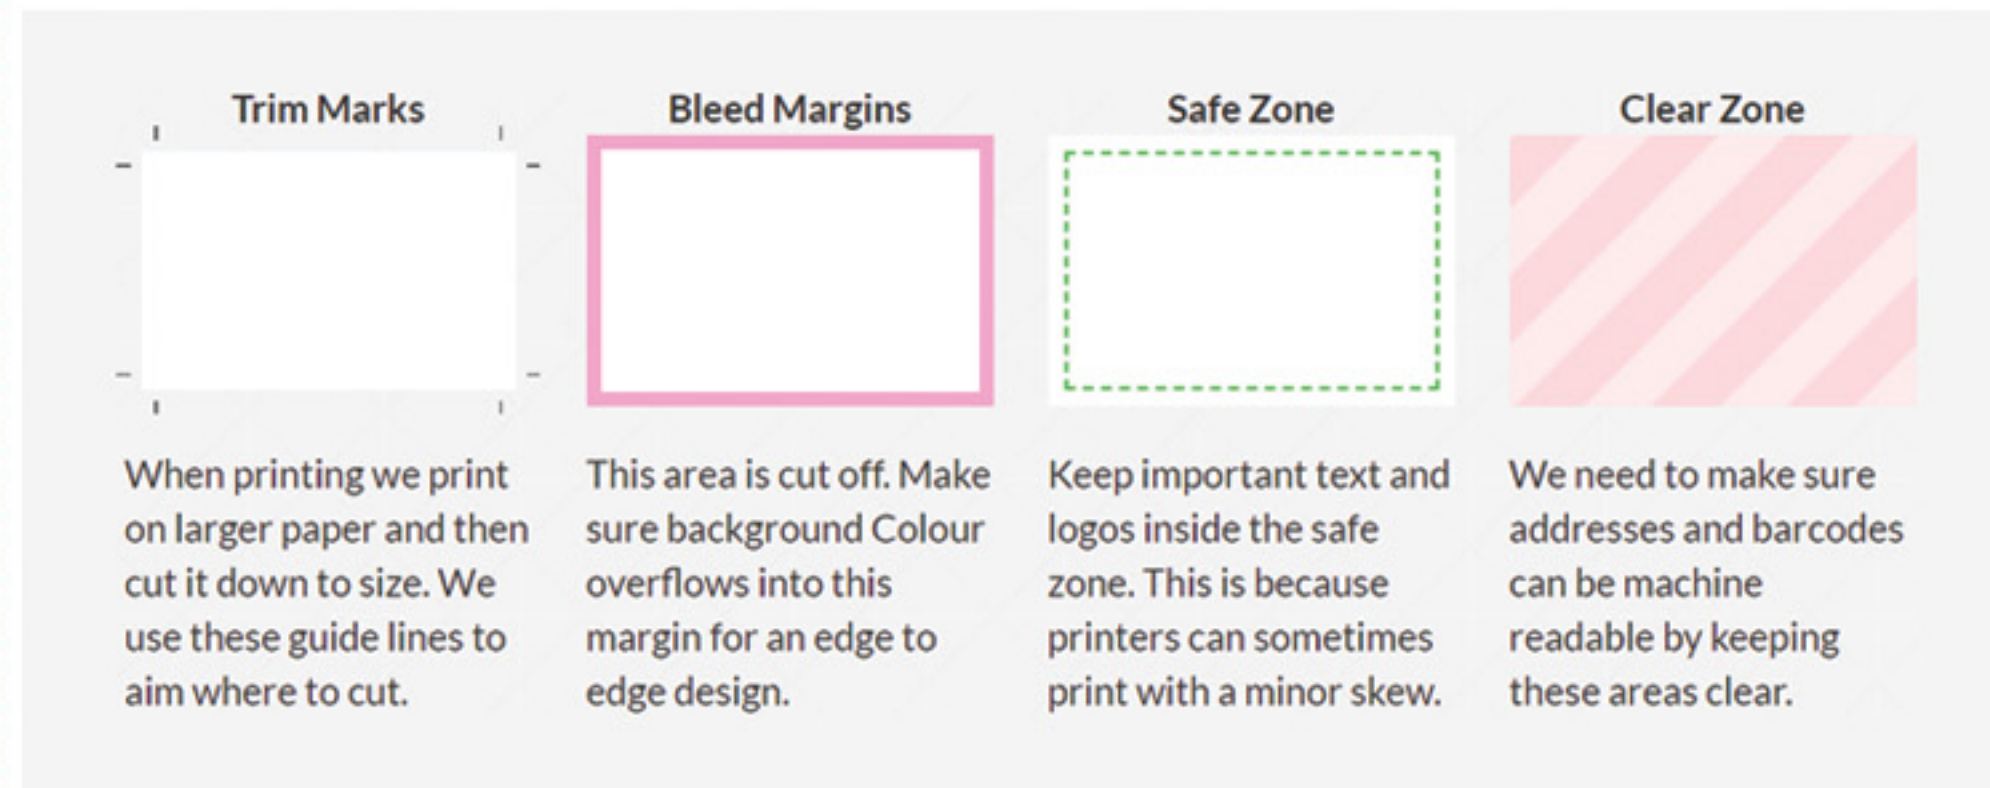 Trim Marks
When printing we print
on larger paper and then
cut it down to size. We
use these guide lines to
aim where to cut.
Bleed Margins
This area is cut off. Make
sure background Colour
overflows into this
margin for an edge to
edge design.
Safe Zone
Keep important text and
logos inside the safe
zone. This is because
printers can sometimes
print with a minor skew.
Clear Zone
We need to make sure
addresses and barcodes
can be machine
readable by keeping
these areas clear.